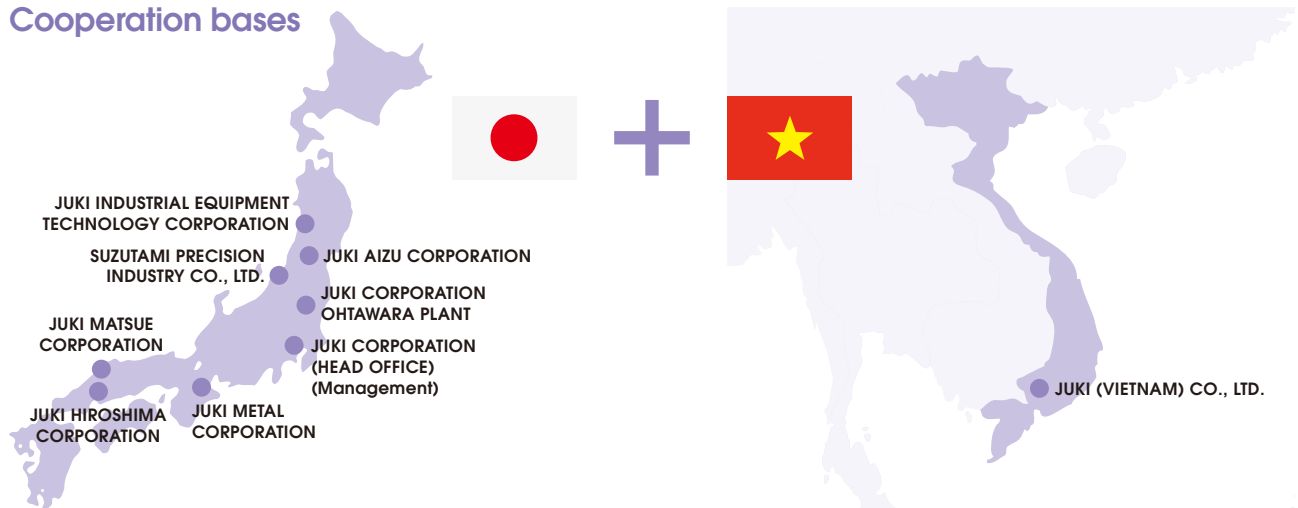 Cooperation bases
JUKI INDUSTRIAL EQUIPMENT
TECHNOLOGY CORPORATION
SUZUTAMI PRECISION
INDUSTRY CO., LTD.
JUKI AIZU CORPORATION
JUKI CORPORATION
OHTAWARA PLANT
JUKI MATSUE
CORPORATION
JUKI CORPORATION
(HEAD OFFICE)
(Management)
JUKI HIROSHIMA
CORPORATION
JUKI METAL
CORPORATION
JUKI (VIETNAM) CO., LTD.